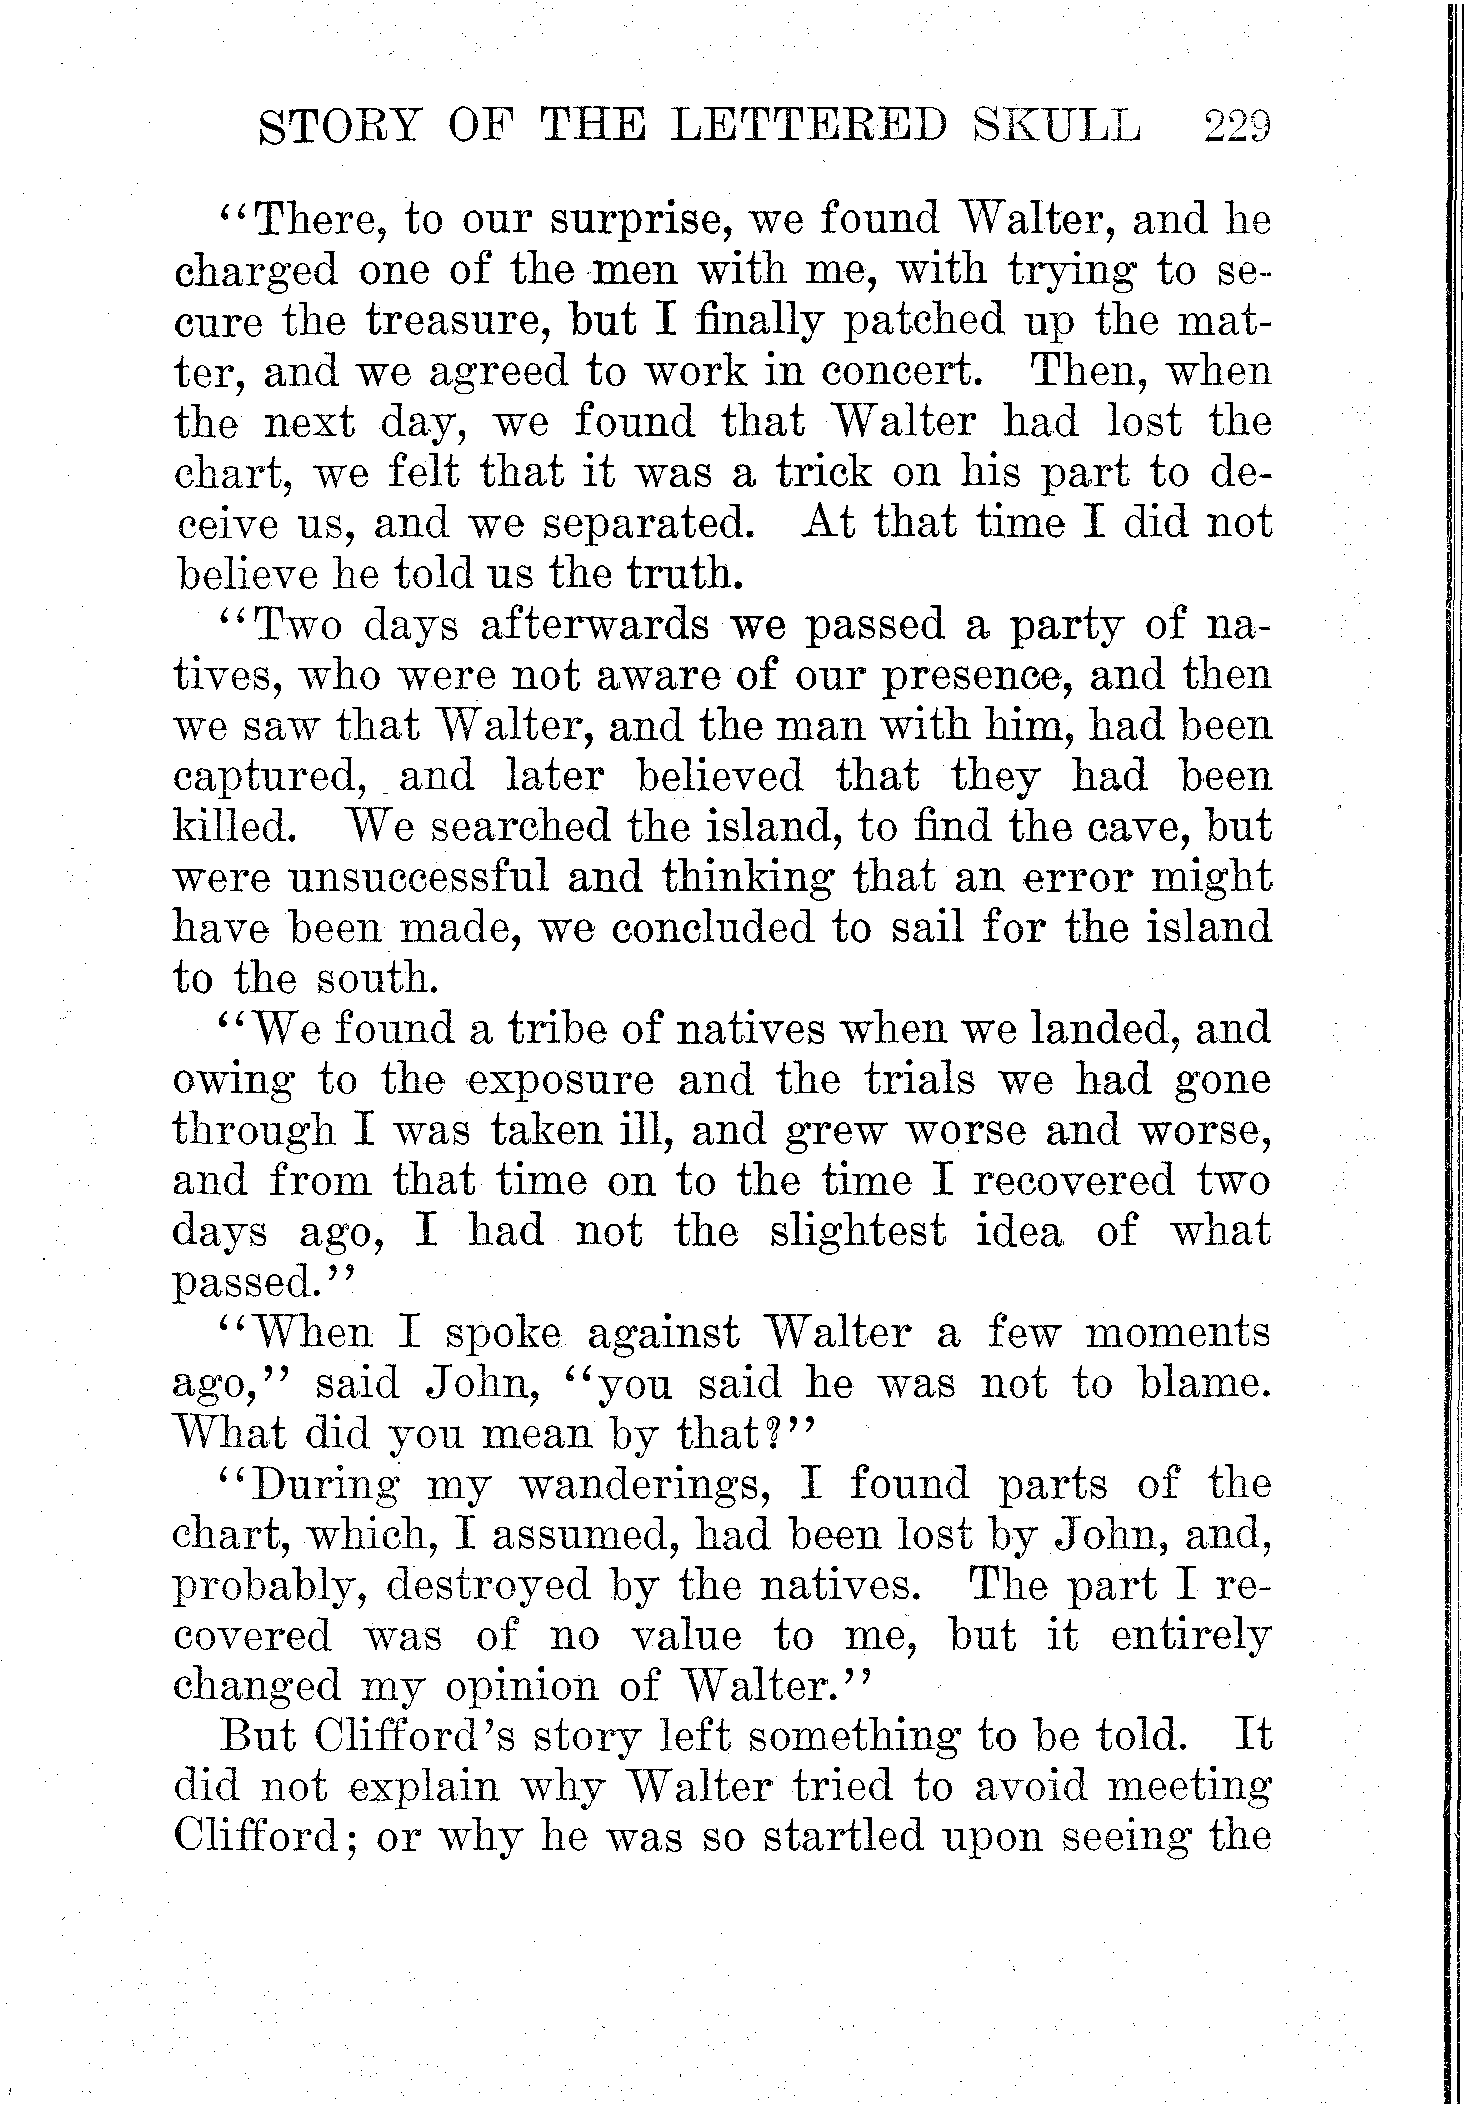 STORY OF THE LETTERED SKULL 229
"There, to our surprise, we found Walter, and he
charged one of the men with me, with trying to se-
cure the treasure, but I finally patched up the mat-
ter, and we agreed to work in concert. Then, when
the next day, we found that Walter had lost the
chart, we felt that it was a trick on his part to de-
ceive us, and we separated. At that time I did not
believe he told us the truth.
"Two days afterwards we passed a party of na-
tives, who were not aware of our presence, and then
we saw that Walter, and the man with him, had been
captured, and later believed that they had been
killed. We searched the island, to find the cave, but
were unsuccessful and thinking that an error might
have been made, we concluded to sail for the island
to the south.
"We found a tribe of natives when we landed, and
owing to the exposure and the trials we had gone
through I was taken ill, and grew worse and worse,
and from that time on to the time I recovered two
days ago, I had not the slightest idea of what
passed."
"When I spoke against Walter a few moments
ago," said John, "you said he was not to blame.
What did you mean by that?"
"During my wanderings, I found parts of the
chart, which, I assumed, had been lost by John, and,
probably, destroyed by the natives. The part I re-
covered was of no value to me, but it entirely
changed my opinion of Walter."
But Clifford's story left something to be told. It
did not explain why Walter tried to avoid meeting
Clifford; or why he was so startled upon seeing the